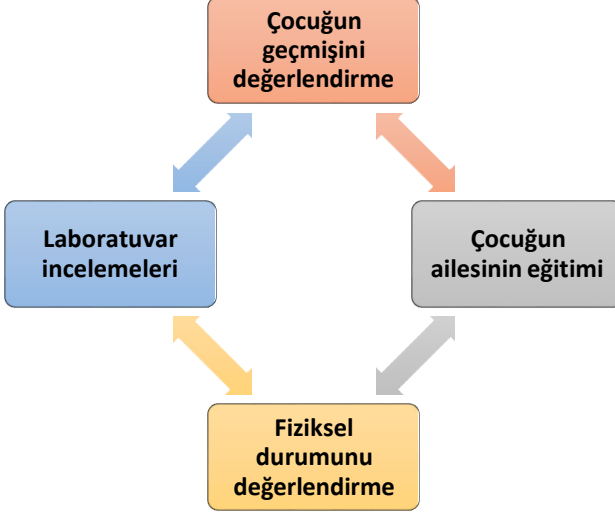 Çocuğun
geçmişini
değerlendirme
Laboratuvar
incelemeleri
Çocuğun
ailesinin eğitimi
Fiziksel
durumunu
değerlendirme